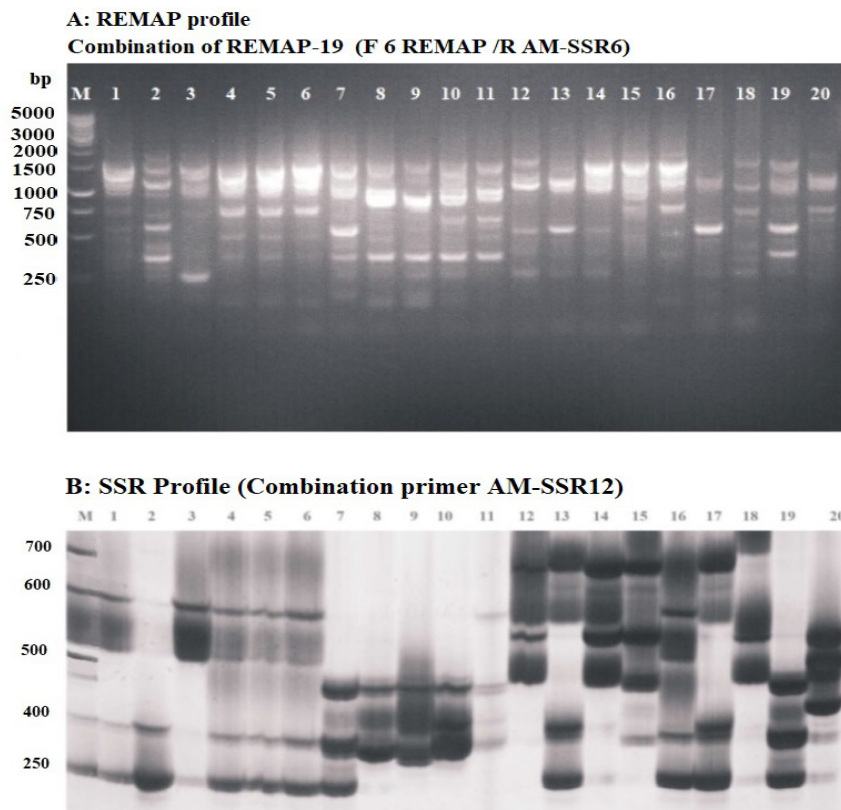 A: REMAP profile
Combination of REMAP-19 (F 6 REMAP /R AM-SSR6)
bp
M 1 2 3 4 5 6 7 8 9 10 11 12 13 14 15 16 17 18 19 20
5000
3000
2000
1500
1000
750
500
250
B: SSR Profile (Combination primer AM-SSR12)
M 1 2 3 4 5 6 7 8 9 10 11 12 13 14 15 16 17 18 19 20
700
600
500
400
250